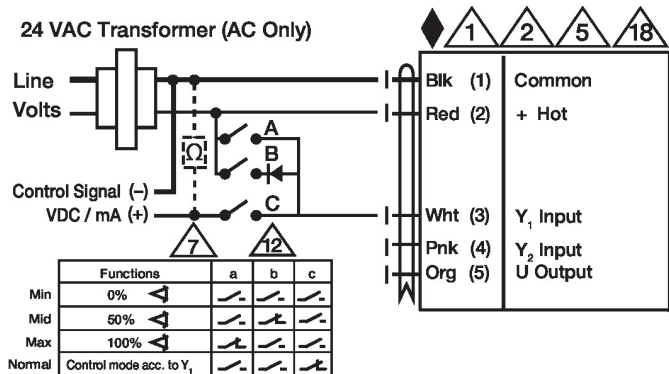 24 VAC Transformer (AC Only)
1 2 5 18
Line
Volts
Blk (1) Common
Red (2) + Hot
A
B
Ω
Control Signal (–)
C
VDC / mA (+)
Wht (3) Y₁ Input
7
12
Pnk (4) Y₂ Input
Org (5) U Output
Functions a b c
Min 0%
Mid 50%
Max 100%
Normal Control mode acc. to Y₁